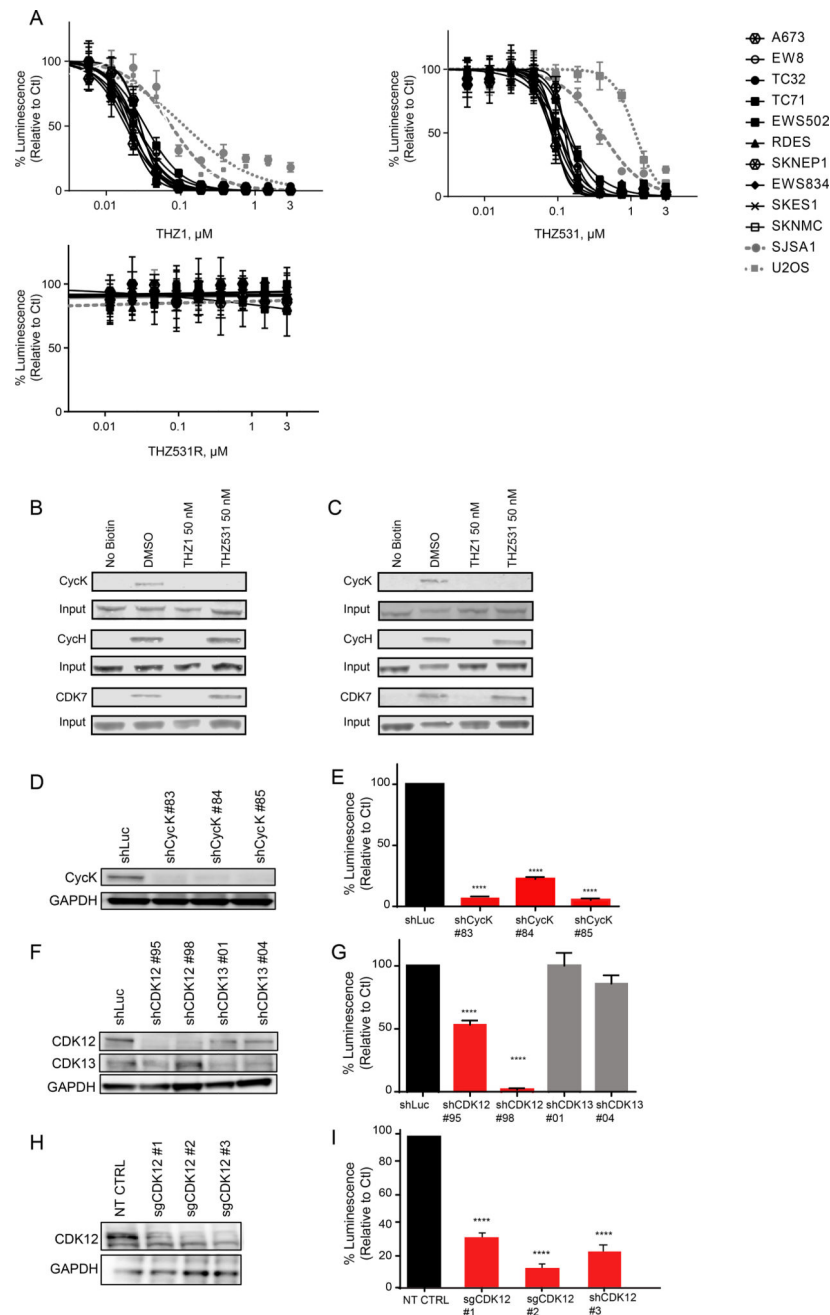 A
% Luminescence
(Relative to Ctl)
100
50
0
0.01
0.1
1
3
THZ1, µM
% Luminescence
(Relative to Ctl)
100
50
0
0.01
0.1
1
3
THZ531, µM
A673
EW8
TC32
TC71
EWS502
RDES
SKNEP1
EWS834
SKES1
SKNMC
SJSA1
U2OS
% Luminescence
(Relative to Ctl)
100
50
0
0.01
0.1
1
3
THZ531R, µM
B
No Biotin
DMSO
THZ1 50 nM
THZ531 50 nM
CycK
Input
CycH
Input
CDK7
Input
C
No Biotin
DMSO
THZ1 50 nM
THZ531 50 nM
CycK
Input
CycH
Input
CDK7
Input
D
shLuc
shCycK #83
shCycK #84
shCycK #85
CycK
GAPDH
E
% Luminescence
(Relative to Ctl)
100
50
0
****
****
****
shLuc
shCycK
#83
shCycK
#84
shCycK
#85
F
shLuc
shCDK12 #95
shCDK12 #98
shCDK13 #01
shCDK13 #04
CDK12
CDK13
GAPDH
G
% Luminescence
(Relative to Ctl)
100
50
0
****
****
shLuc
shCDK12
#95
shCDK12
#98
shCDK13
#01
shCDK13
#04
H
NT CTRL
sgCDK12 #1
sgCDK12 #2
sgCDK12 #3
CDK12
GAPDH
I
% Luminescence
(Relative to Ctl)
100
80
40
20
0
****
****
****
NT CTRL
sgCDK12
#1
sgCDK12
#2
shCDK12
#3